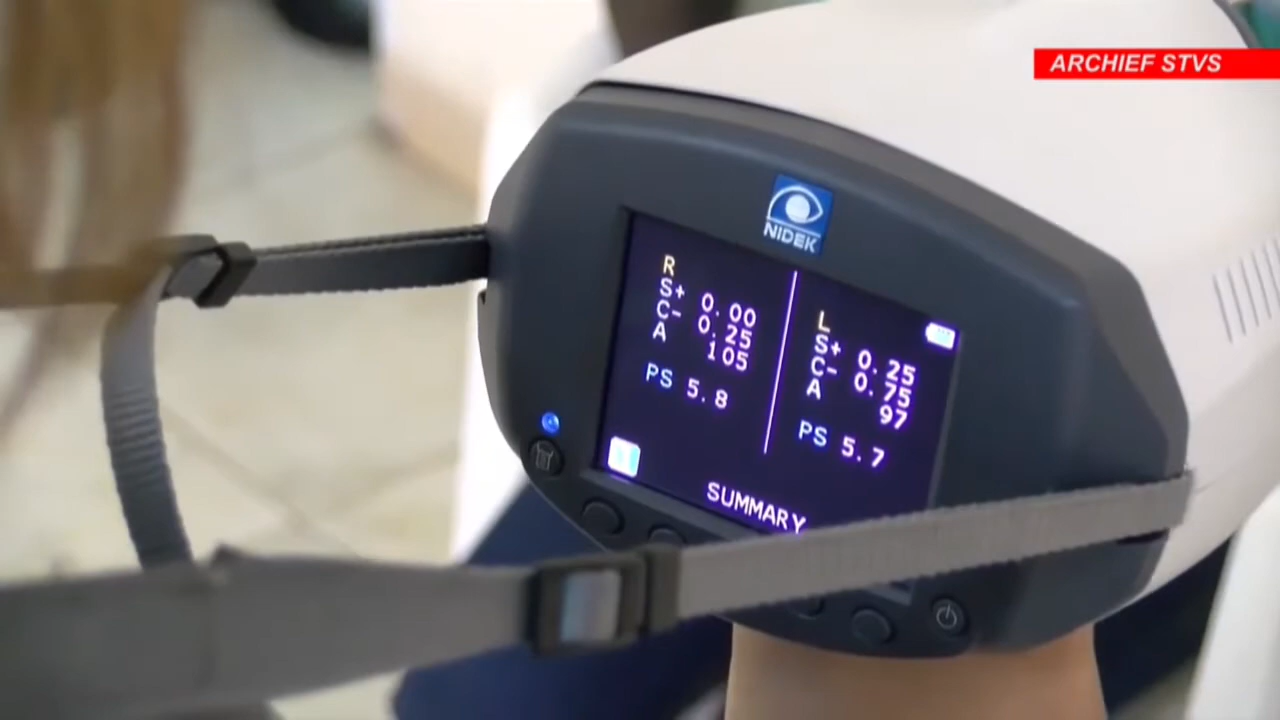 ARCHIEF STVS
NIDEK
R
S+ 0.00
C- 0.25
A 105
PS 5.8
L
S+ 0.25
C- 0.75
A 97
PS 5.7
SUMMARY